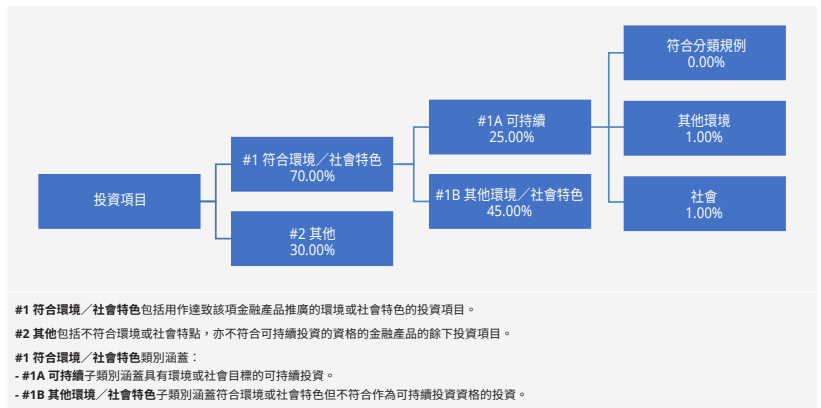 投資項目
#1 符合環境／社會特色
70.00%
#2 其他
30.00%
#1A 可持續
25.00%
#1B 其他環境／社會特色
45.00%
符合分類規例
0.00%
其他環境
1.00%
社會
1.00%
#1 符合環境／社會特色包括用作達致該項金融產品推廣的環境或社會特色的投資項目。
#2 其他包括不符合環境或社會特點，亦不符合可持續投資的資格的金融產品的餘下投資項目。
#1 符合環境／社會特色類別涵蓋：
- #1A 可持續子類別涵蓋具有環境或社會目標的可持續投資。
- #1B 其他環境／社會特色子類別涵蓋符合環境或社會特色但不符合作為可持續投資資格的投資。